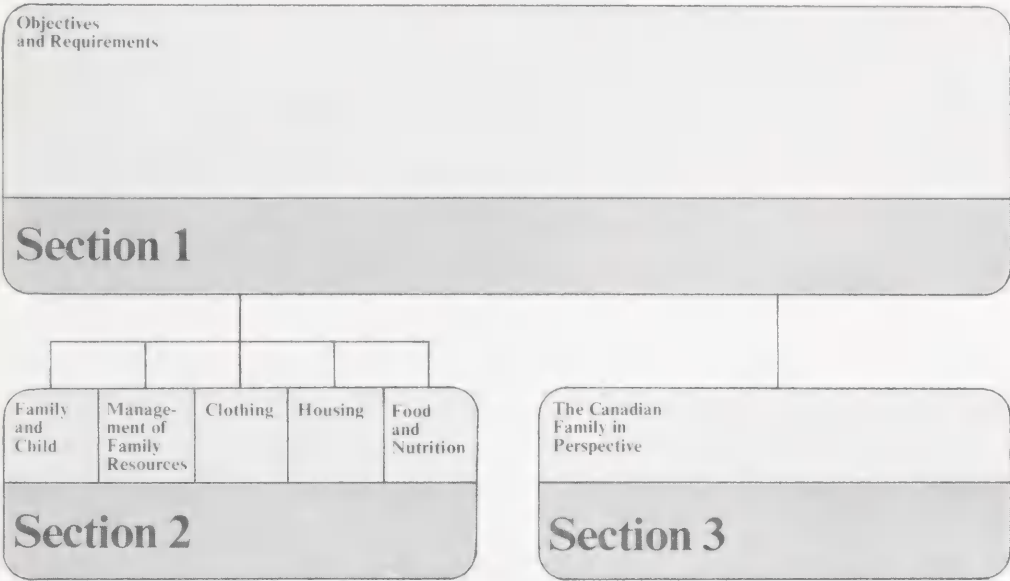 Objectives
and Requirements
Section 1
Family
and
Child
Manage-
ment of
Family
Resources
Clothing
Housing
Food
and
Nutrition
Section 2
The Canadian
Family in
Perspective
Section 3